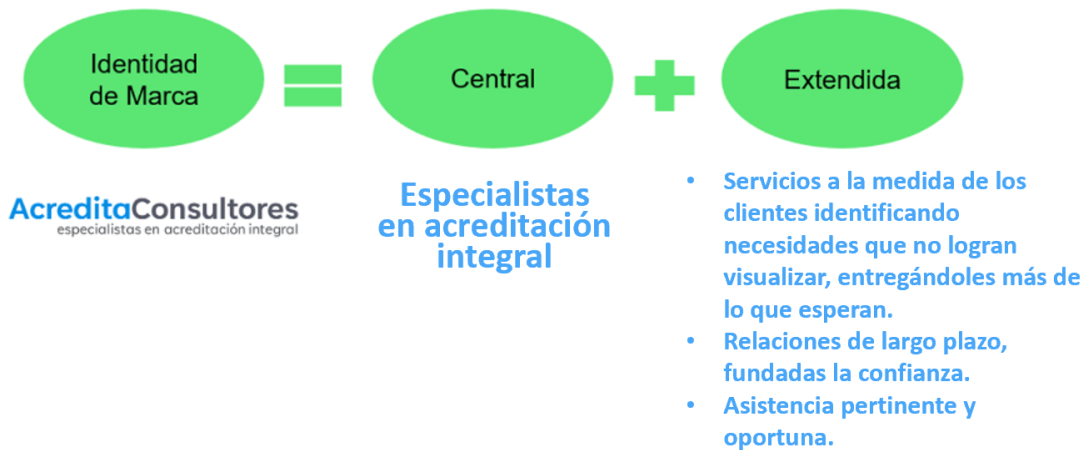 Identidad
de Marca
Central
Extendida
AcreditaConsultores
especialistas en acreditación integral
Especialistas
en acreditación
integral
• Servicios a la medida de los
clientes identificando
necesidades que no logran
visualizar, entregándoles más de
lo que esperan.
• Relaciones de largo plazo,
fundadas la confianza.
• Asistencia pertinente y
oportuna.